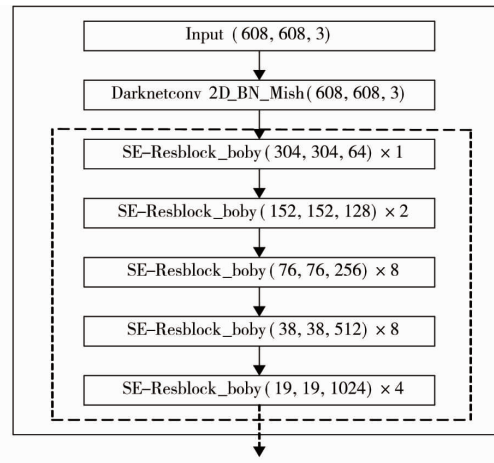 Input (608, 608, 3)
Darknetconv 2D_BN_Mish(608, 608, 3)
SE-Resblock_boby(304, 304, 64) × 1
SE-Resblock_boby(152, 152, 128) × 2
SE-Resblock_boby(76, 76, 256) × 8
SE-Resblock_boby(38, 38, 512) × 8
SE-Resblock_boby(19, 19, 1024) × 4